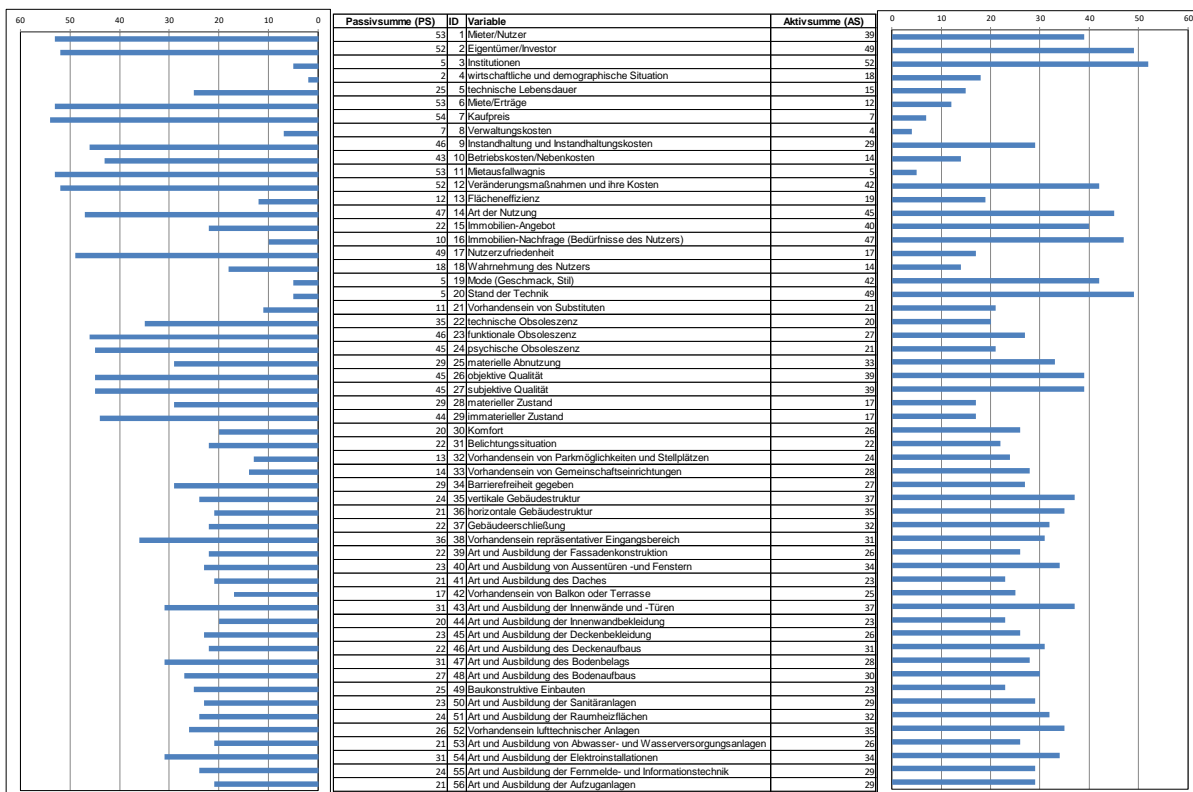 60 50 40 30 20 10 0
Passivsumme (PS) ID Variable Aktivsumme (AS)
0 10 20 30 40 50 60
53 1 Mieter/Nutzer 39
52 2 Eigentümer/Investor 49
5 3 Institutionen 52
2 4 wirtschaftliche und demographische Situation 18
25 5 technische Lebensdauer 15
53 6 Miete/Erträge 12
54 7 Kaufpreis 7
7 8 Verwaltungskosten 4
46 9 Instandhaltung und Instandhaltungskosten 29
43 10 Betriebskosten/Nebenkosten 14
53 11 Mietausfallwagnis 5
52 12 Veränderungsmaßnahmen und ihre Kosten 42
12 13 Flächeneffizienz 19
47 14 Art der Nutzung 45
22 15 Immobilien-Angebot 40
10 16 Immobilien-Nachfrage (Bedürfnisse des Nutzers) 47
49 17 Nutzerzufriedenheit 17
18 18 Wahrnehmung des Nutzers 14
5 19 Mode (Geschmack, Stil) 42
5 20 Stand der Technik 49
11 21 Vorhandensein von Substituten 21
35 22 technische Obsoleszenz 20
46 23 funktionale Obsoleszenz 27
45 24 psychische Obsoleszenz 21
29 25 materielle Abnutzung 33
45 26 objektive Qualität 39
45 27 subjektive Qualität 39
29 28 materieller Zustand 17
44 29 immaterieller Zustand 17
20 30 Komfort 26
22 31 Belichtungssituation 22
13 32 Vorhandensein von Parkmöglichkeiten und Stellplätzen 24
14 33 Vorhandensein von Gemeinschaftseinrichtungen 28
29 34 Barrierefreiheit gegeben 27
24 35 vertikale Gebäudestruktur 37
21 36 horizontale Gebäudestruktur 35
22 37 Gebäudeerschließung 32
36 38 Vorhandensein repräsentativer Eingangsbereich 31
22 39 Art und Ausbildung der Fassadenkonstruktion 26
23 40 Art und Ausbildung von Aussentüren -und Fenstern 34
21 41 Art und Ausbildung des Daches 23
17 42 Vorhandensein von Balkon oder Terrasse 25
31 43 Art und Ausbildung der Innenwände und -Türen 37
20 44 Art und Ausbildung der Innenwandbekleidung 23
23 45 Art und Ausbildung der Deckenbekleidung 26
22 46 Art und Ausbildung des Deckenaufbaus 31
31 47 Art und Ausbildung des Bodenbelags 28
27 48 Art und Ausbildung des Bodenaufbaus 30
25 49 Baukonstruktive Einbauten 23
23 50 Art und Ausbildung der Sanitäranlagen 29
24 51 Art und Ausbildung der Raumheizflächen 32
26 52 Vorhandensein lufttechnischer Anlagen 35
21 53 Art und Ausbildung von Abwasser- und Wasserversorgungsanlagen 26
31 54 Art und Ausbildung der Elektroinstallationen 34
24 55 Art und Ausbildung der Fernmelde- und Informationstechnik 29
21 56 Art und Ausbildung der Aufzuganlagen 29